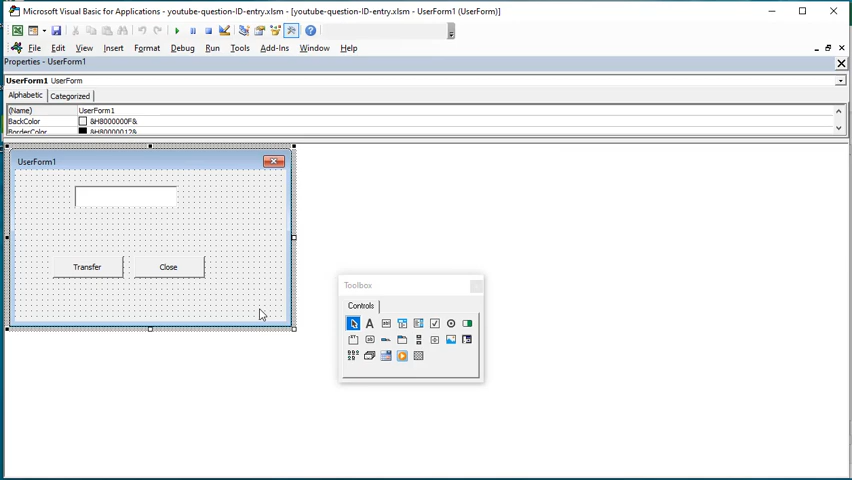 Microsoft Visual Basic for Applications - youtube-question-ID-entry.xlsm - [youtube-question-ID-entry.xlsm - UserForm1 (UserForm)]
File Edit View Insert Format Debug Run Tools Add-Ins Window Help
Properties - UserForm1
UserForm1 UserForm
Alphabetic Categorized
(Name) UserForm1
BackColor &H8000000F&
BorderColor &H80000012&
UserForm1
Transfer Close
Toolbox
Controls